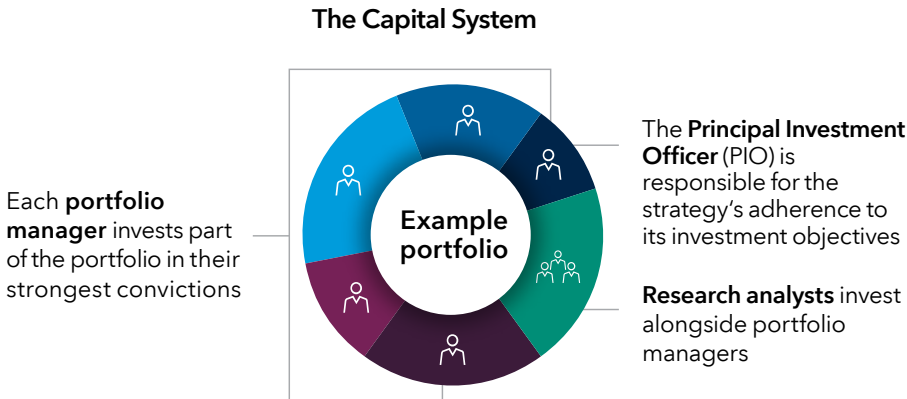 The Capital System
Each portfolio
manager invests part
of the portfolio in their
strongest convictions
Example
portfolio
The Principal Investment
Officer (PIO) is
responsible for the
strategy's adherence to
its investment objectives
Research analysts invest
alongside portfolio
managers